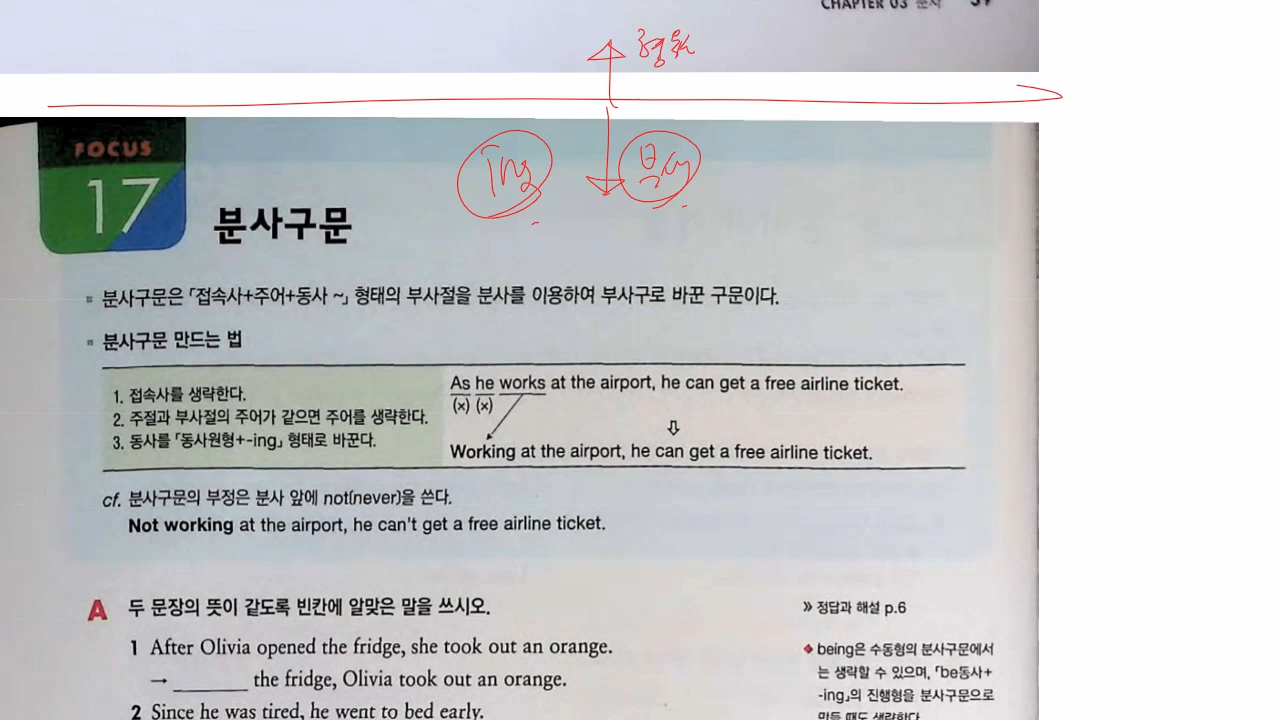 CHAPTER 03 분사 59
형용
FOCUS
17
ing
분사구문
분사구문은 「접속사+주어+동사 ~」 형태의 부사절을 분사를 이용하여 부사구로 바꾼 구문이다.
분사구문 만드는 법
1. 접속사를 생략한다.
2. 주절과 부사절의 주어가 같으면 주어를 생략한다.
3. 동사를 「동사원형+-ing」 형태로 바꾼다.
As he works at the airport, he can get a free airline ticket.
(x) (x)
Working at the airport, he can get a free airline ticket.
cf. 분사구문의 부정은 분사 앞에 not(never)을 쓴다.
Not working at the airport, he can't get a free airline ticket.
A 두 문장의 뜻이 같도록 빈칸에 알맞은 말을 쓰시오.
1 After Olivia opened the fridge, she took out an orange.
→ ________ the fridge, Olivia took out an orange.
2 Since he was tired, he went to bed early.
» 정답과 해설 p.6
being은 수동형의 분사구문에서
는 생략할 수 있으며, 「be동사+
-ing」의 진행형을 분사구문으로
만들 때도 생략한다.